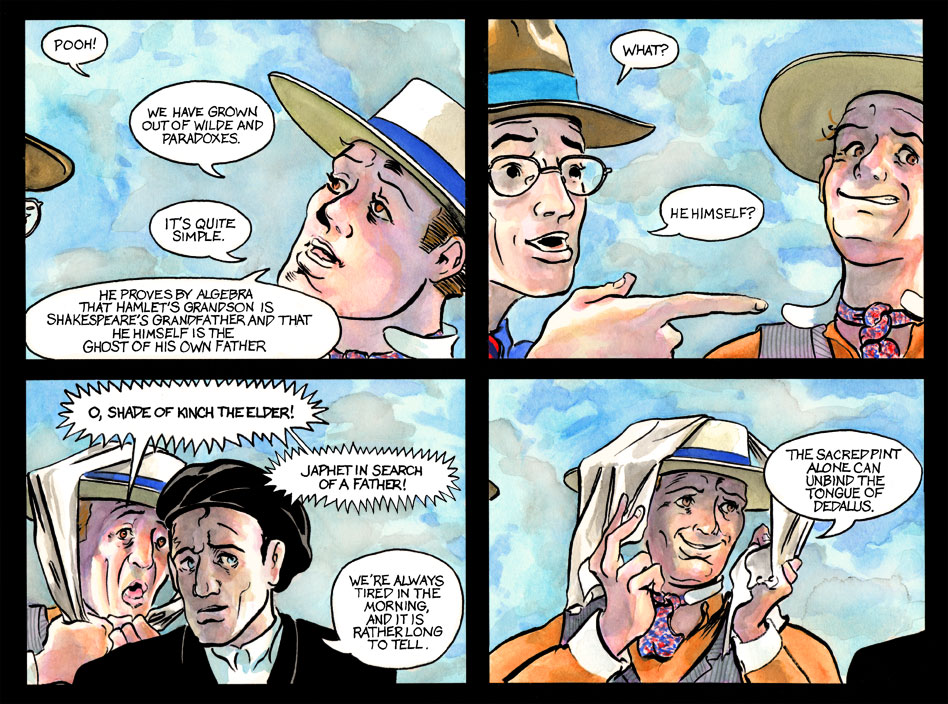 POOH!
WE HAVE GROWN
OUT OF WILDE AND
PARADOXES.
IT'S QUITE
SIMPLE.
HE PROVES BY ALGEBRA
THAT HAMLET'S GRANDSON IS
SHAKESPEARE'S GRANDFATHER AND THAT
HE HIMSELF IS THE
GHOST OF HIS OWN FATHER
WHAT?
HE HIMSELF?
O, SHADE OF KINCH THE ELDER!
JAPHET IN SEARCH
OF A FATHER!
WE'RE ALWAYS
TIRED IN THE
MORNING,
AND IT IS
RATHER LONG
TO TELL.
THE SACRED PINT
ALONE CAN
UNBIND THE
TONGUE OF
DEDALUS.